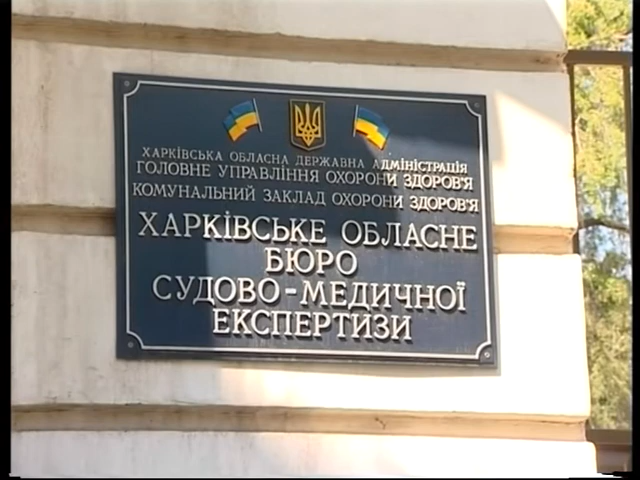 ХАРКІВСЬКА ОБЛАСНА ДЕРЖАВНА АДМІНІСТРАЦІЯ
ГОЛОВНЕ УПРАВЛІННЯ ОХОРОНИ ЗДОРОВ'Я
КОМУНАЛЬНИЙ ЗАКЛАД ОХОРОНИ ЗДОРОВ'Я
ХАРКІВСЬКЕ ОБЛАСНЕ
БЮРО
СУДОВО-МЕДИЧНОЇ
ЕКСПЕРТИЗИ